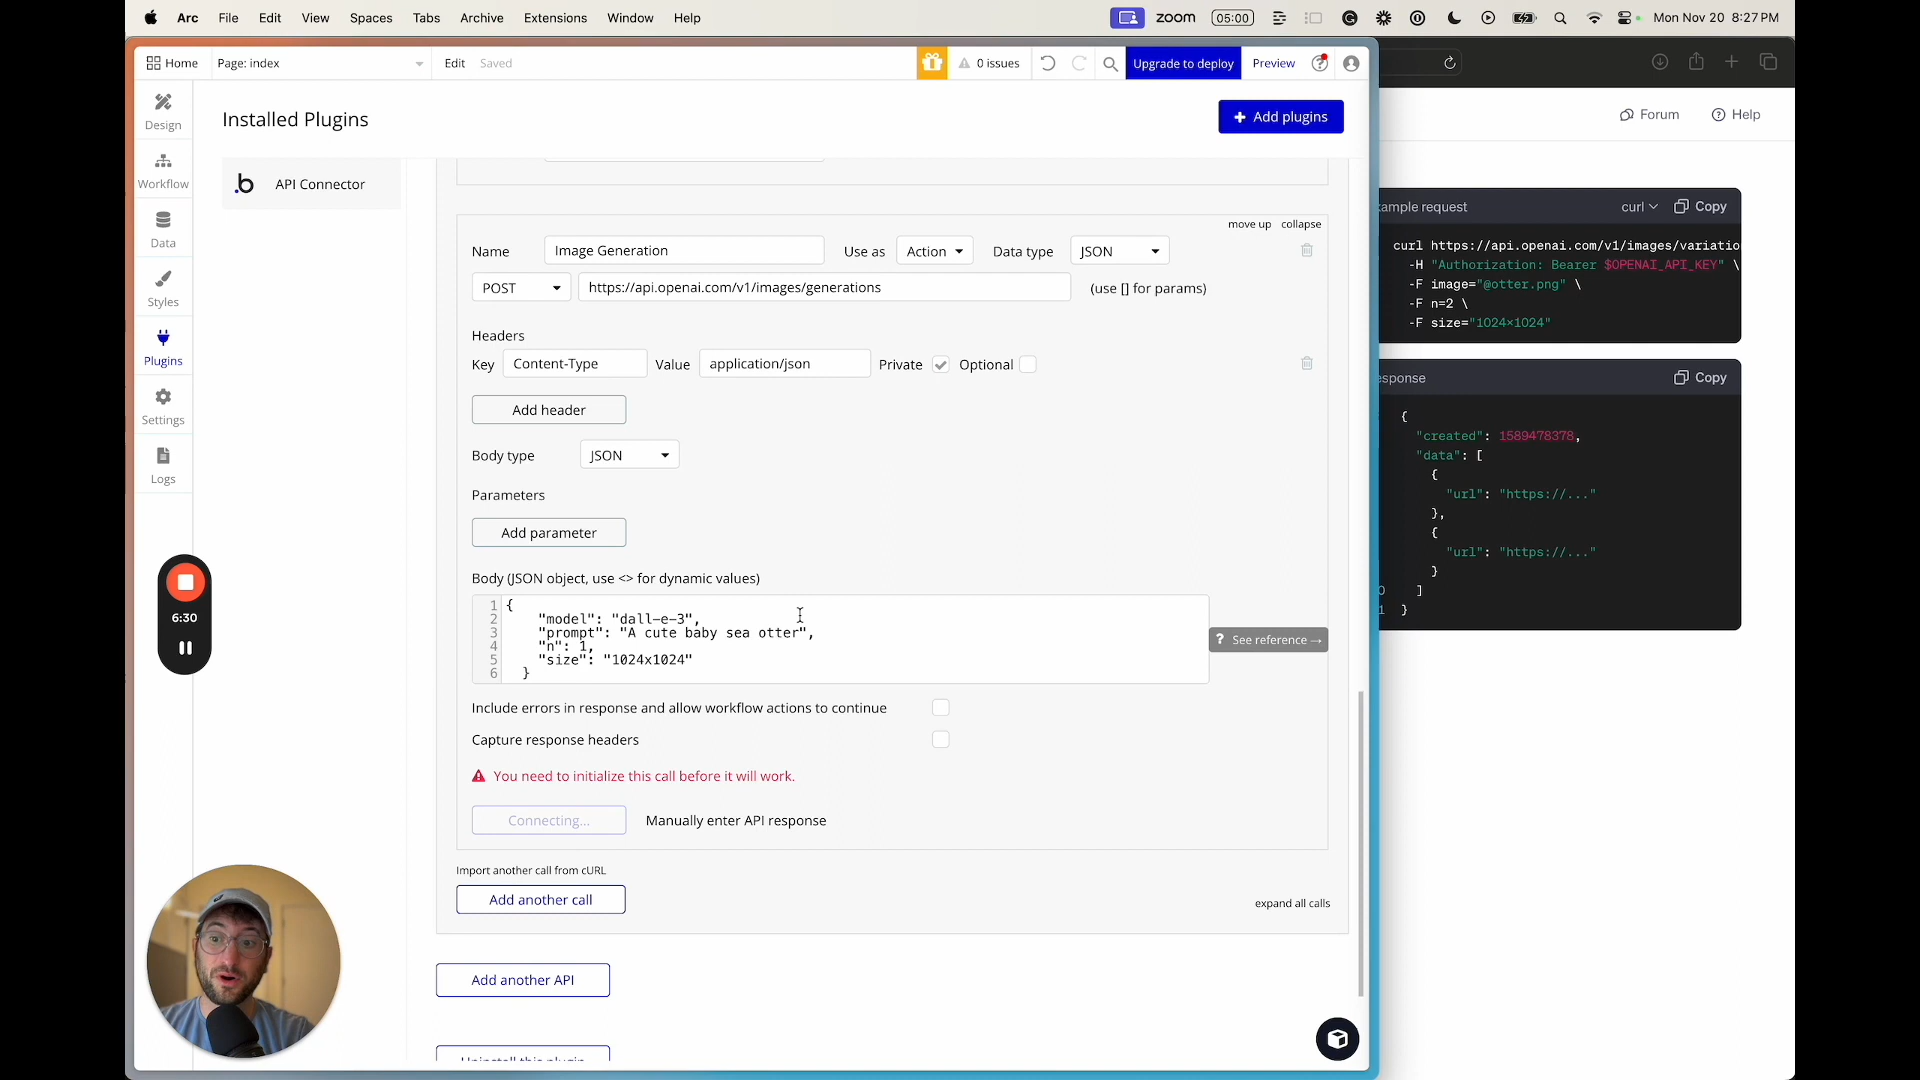 Arc File Edit View Spaces Tabs Archive Extensions Window Help zoom 05:00 Mon Nov 20 8:27 PM
Home Page: index Edit Saved 0 issues Upgrade to deploy Preview
Forum Help
Installed Plugins
+ Add plugins
Design
Workflow
Data
Styles
Plugins
Settings
Logs
.b API Connector
move up collapse
Name Image Generation Use as Action Data type JSON
POST https://api.openai.com/v1/images/generations (use [] for params)
Headers
Key Content-Type Value application/json Private Optional
Add header
Body type JSON
Parameters
Add parameter
Body (JSON object, use <> for dynamic values)
1 {
2 "model": "dall-e-3",
3 "prompt": "A cute baby sea otter",
4 "n": 1,
5 "size": "1024x1024"
6 }
? See reference →
Include errors in response and allow workflow actions to continue
Capture response headers
You need to initialize this call before it will work.
Connecting... Manually enter API response
Import another call from cURL
Add another call
expand all calls
Add another API
Uninstall this plugin
6:30
ample request curl Copy
curl https://api.openai.com/v1/images/variatio
-H "Authorization: Bearer $OPENAI_API_KEY" \
-F image="@otter.png" \
-F n=2 \
-F size="1024x1024"
esponse Copy
{
"created": 1589478378,
"data": [
{
"url": "https://..."
},
{
"url": "https://..."
}
0 ]
1 }